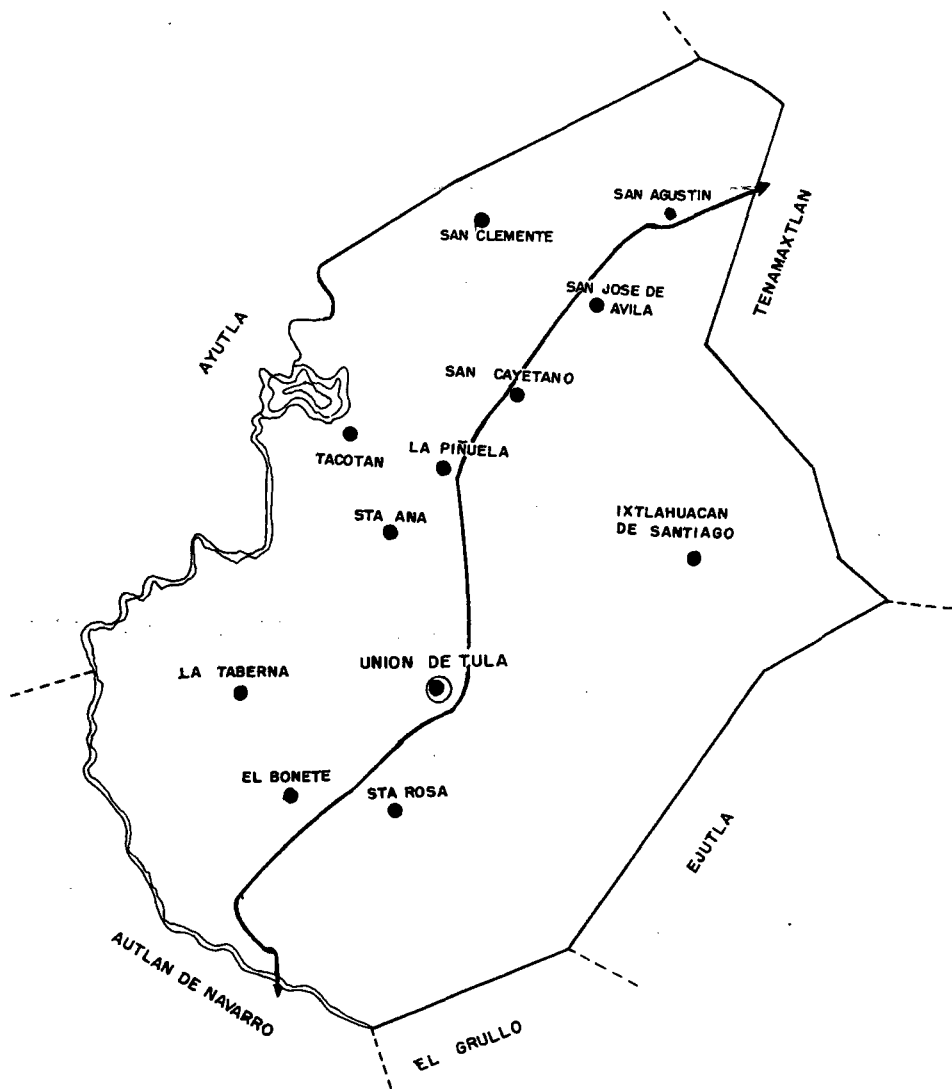 SAN AGUSTIN
SAN CLEMENTE
TENAMAXTLAN
SAN JOSE DE
AVILA
AYUTLA
SAN CAYETANO
TACOTAN
LA PIÑUELA
STA ANA
IXTLAHUACAN
DE SANTIAGO
LA TABERNA
UNION DE TULA
EL BONETE
STA ROSA
EJUTLA
AUTLAN DE NAVARRO
EL GRULLO